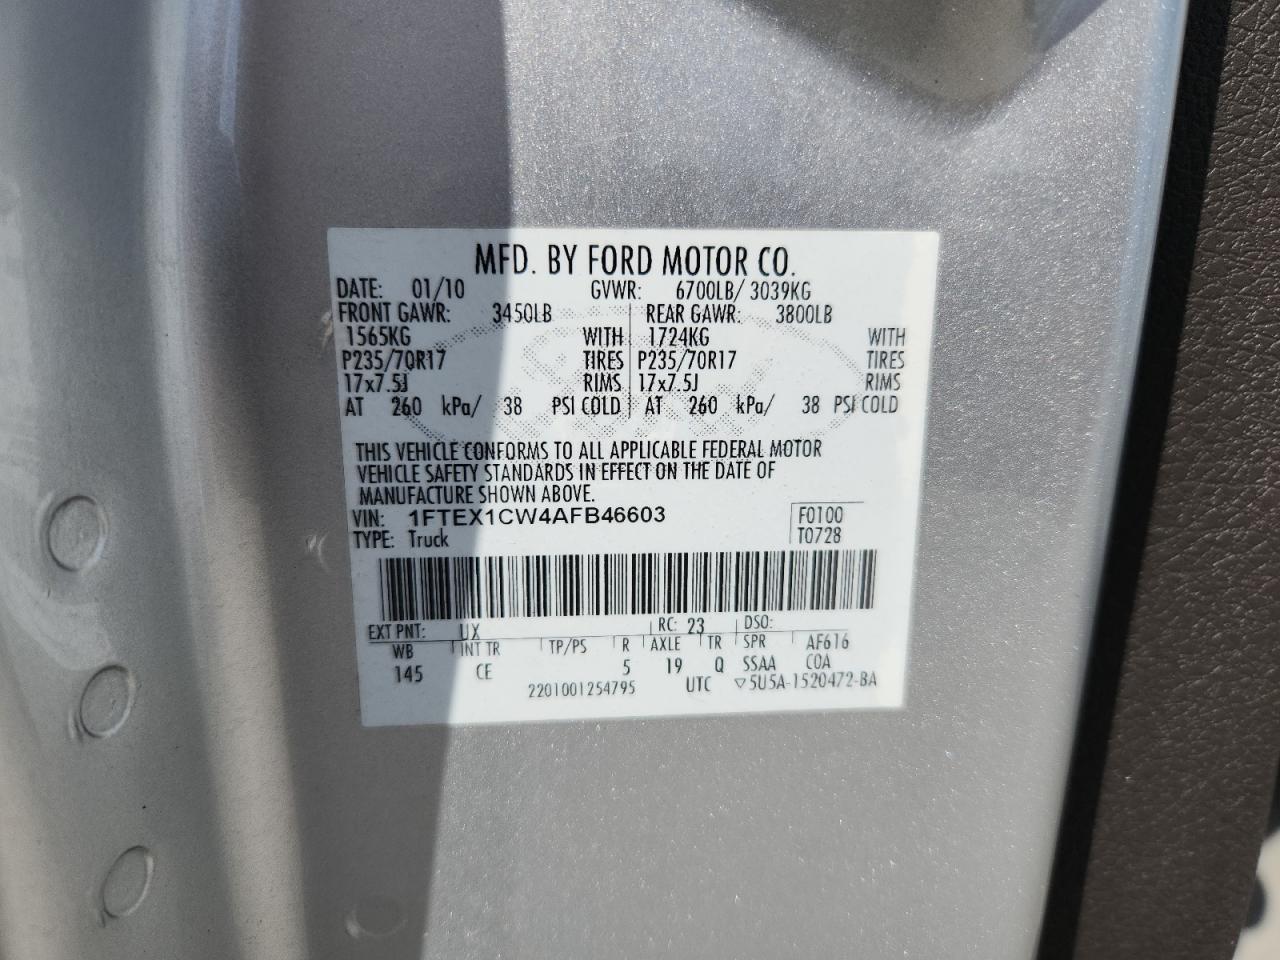 MFD. BY FORD MOTOR CO.
DATE: 01/10 GVWR: 6700LB/ 3039KG
FRONT GAWR: 3450LB REAR GAWR: 3800LB
1565KG WITH 1724KG WITH
P235/70R17 TIRES P235/70R17 TIRES
17x7.5J RIMS 17x7.5J RIMS
AT 260 kPa/ 38 PSI COLD AT 260 kPa/ 38 PSI COLD
THIS VEHICLE CONFORMS TO ALL APPLICABLE FEDERAL MOTOR
VEHICLE SAFETY STANDARDS IN EFFECT ON THE DATE OF
MANUFACTURE SHOWN ABOVE.
VIN: 1FTEX1CW4AFB46603 F0100
TYPE: Truck T0728
EXT PNT: UX RC: 23 DSO:
WB INT TR TP/PS R AXLE TR SPR AF616
145 CE 5 19 Q SSAA COA
2201001254795 UTC ▽5U5A-1520472-BA